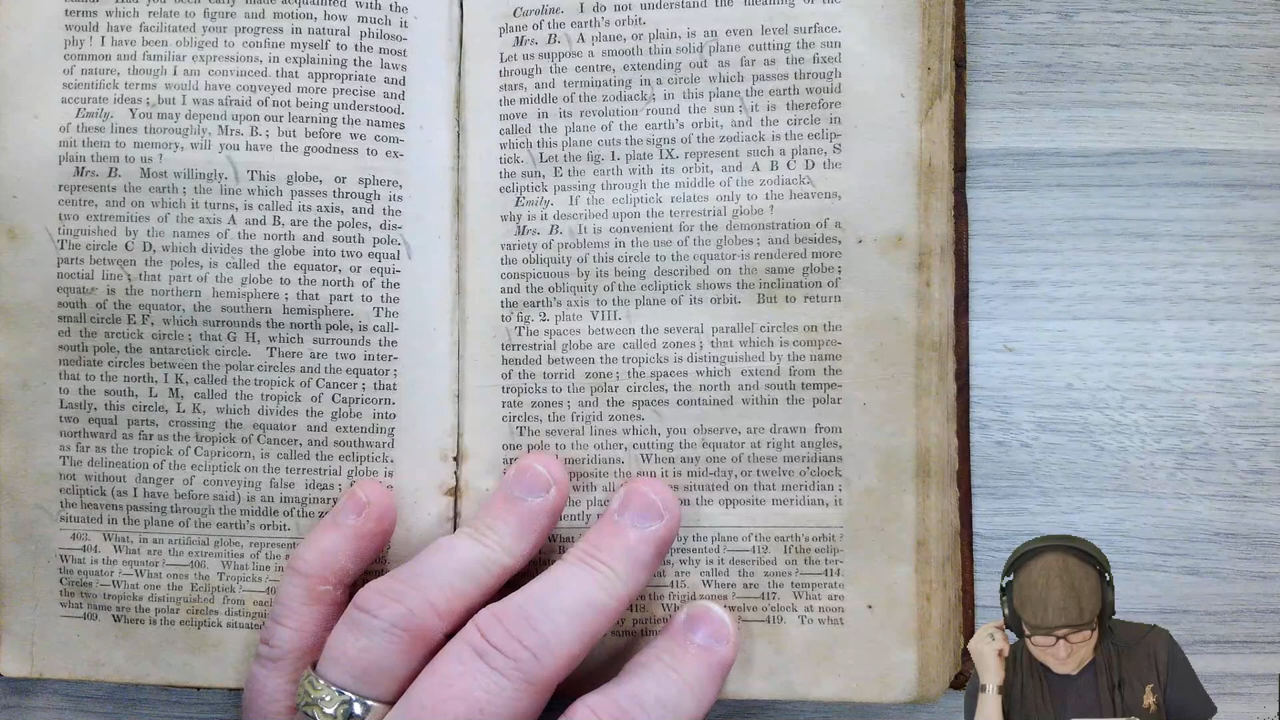 terms which relate to figure and motion, how much it
would have facilitated your progress in natural philoso-
phy ! I have been obliged to confine myself to the most
common and familiar expressions, in explaining the laws
of nature, though I am convinced that appropriate and
scientifick terms would have conveyed more precise and
accurate ideas ; but I was afraid of not being understood.
Emily. You may depend upon our learning the names
of these lines thoroughly, Mrs. B. ; but before we com-
mit them to memory, will you have the goodness to ex-
plain them to us ?
Mrs. B. Most willingly. This globe, or sphere,
represents the earth ; the line which passes through its
centre, and on which it turns, is called its axis, and the
two extremities of the axis A and B, are the poles, dis-
tinguished by the names of the north and south pole.
The circle C D, which divides the globe into two equal
parts between the poles, is called the equator, or equi-
noctial line ; that part of the globe to the north of the
equator is the northern hemisphere ; that part to the
south of the equator, the southern hemisphere. The
small circle E F, which surrounds the north pole, is call-
ed the arctick circle ; that G H, which surrounds the
south pole, the antarctick circle. There are two inter-
mediate circles between the polar circles and the equator ;
that to the north, I K, called the tropick of Cancer ; that
to the south, L M, called the tropick of Capricorn.
Lastly, this circle, L K, which divides the globe into
two equal parts, crossing the equator and extending
northward as far as the tropick of Cancer, and southward
as far as the tropick of Capricorn, is called the ecliptick.
The delineation of the ecliptick on the terrestrial globe is
not without danger of conveying false ideas ;
ecliptick (as I have before said) is an imaginary
the heavens passing through the middle of the
situated in the plane of the earth's orbit.
403. What, in an artificial globe,
—404. What are the extremities of the
What is the equator ?—406. What line in
the equator ?—What ones the Tropicks ?—
Circles ?—What one the Ecliptick ?—
the two tropicks distinguished from each
what name are the polar circles
—409. Where is the ecliptick situated
Caroline. I do not understand the meaning of the
plane of the earth's orbit.
Mrs. B. A plane, or plain, is an even level surface.
Let us suppose a smooth thin solid plane cutting the sun
through the centre, extending out as far as the fixed
stars, and terminating in a circle which passes through
the middle of the zodiack ; in this plane the earth would
move in its revolution round the sun ; it is therefore
called the plane of the earth's orbit, and the circle in
which this plane cuts the signs of the zodiack is the eclip-
tick. Let the fig. 1. plate IX. represent such a plane, S
the sun, E the earth with its orbit, and A B C D the
ecliptick passing through the middle of the zodiack.
Emily. If the ecliptick relates only to the heavens,
why is it described upon the terrestrial globe ?
Mrs. B. It is convenient for the demonstration of a
variety of problems in the use of the globes ; and besides,
the obliquity of this circle to the equator is rendered more
conspicuous by its being described on the same globe ;
and the obliquity of the ecliptick shows the inclination of
the earth's axis to the plane of its orbit. But to return
to fig. 2. plate VIII.
The spaces between the several parallel circles on the
terrestrial globe are called zones ; that which is compre-
hended between the tropicks is distinguished by the name
of the torrid zone ; the spaces which extend from the
tropicks to the polar circles, the north and south tempe-
rate zones ; and the spaces contained within the polar
circles, the frigid zones.
The several lines which, you observe, are drawn from
one pole to the other, cutting the equator at right angles,
are meridians. When any one of these meridians
opposite the sun it is mid-day, or twelve o'clock
with all situated on that meridian ;
the on the opposite meridian, it
What by the plane of the earth's orbit ?
—412. If the eclip-
why is it described on the ter-
are called the zones ?—414.
—415. Where are the temperate
the frigid zones ?—417. What are
418. twelve o'clock at noon
—419. To what
same